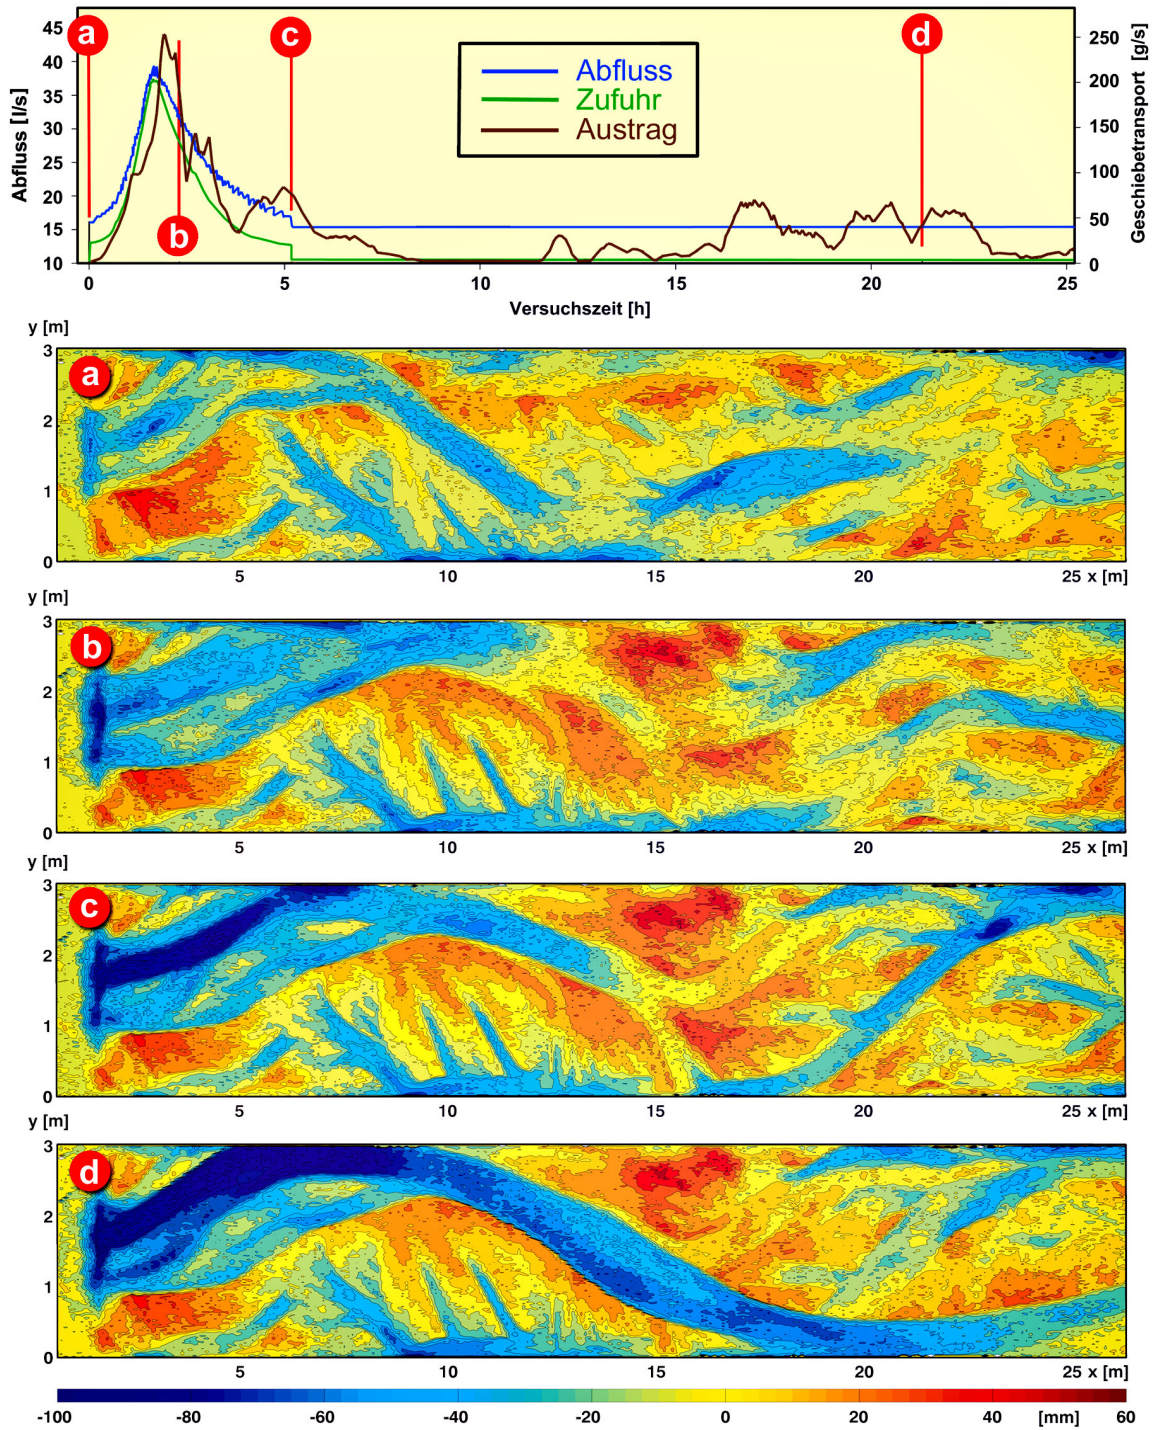 45
40
35
30
25
20
15
10
Abfluss [l/s]
a
c
d
b
Abfluss
Zufuhr
Austrag
250
200
150
100
50
0
Geschiebetransport [g/s]
0 5 10 15 20 25
Versuchszeit [h]
y [m]
3
a
2
1
0
5 10 15 20 25 x [m]
y [m]
3
b
2
1
0
5 10 15 20 25 x [m]
y [m]
3
c
2
1
0
5 10 15 20 25 x [m]
y [m]
3
d
2
1
0
5 10 15 20 25 x [m]
-100 -80 -60 -40 -20 0 20 40 [mm] 60